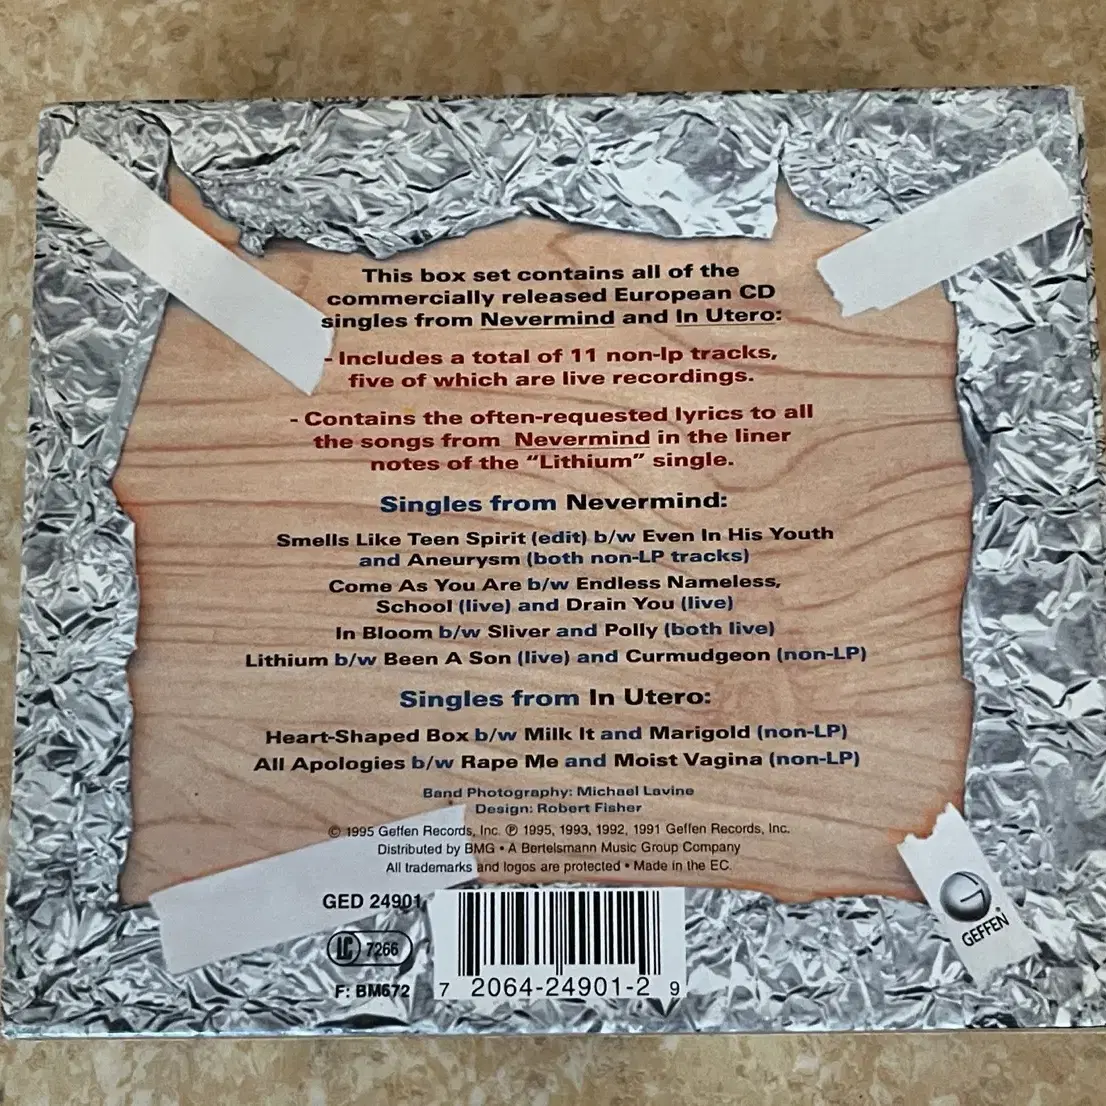 This box set contains all of the
commercially released European CD
singles from Nevermind and In Utero:
- Includes a total of 11 non-lp tracks,
five of which are live recordings.
- Contains the often-requested lyrics to all
the songs from Nevermind in the liner
notes of the “Lithium” single.
Singles from Nevermind:
Smells Like Teen Spirit (edit) b/w Even In His Youth
and Aneurysm (both non-LP tracks)
Come As You Are b/w Endless Nameless,
School (live) and Drain You (live)
In Bloom b/w Sliver and Polly (both live)
Lithium b/w Been A Son (live) and Curmudgeon (non-LP)
Singles from In Utero:
Heart-Shaped Box b/w Milk It and Marigold (non-LP)
All Apologies b/w Rape Me and Moist Vagina (non-LP)
Band Photography: Michael Lavine
Design: Robert Fisher
© 1995 Geffen Records, Inc. ℗ 1995, 1993, 1992, 1991 Geffen Records, Inc.
Distributed by BMG • A Bertelsmann Music Group Company
All trademarks and logos are protected • Made in the EC.
GED 24901
LC 7266
F: BM672
7 2064-24901-2 9
GEFFEN